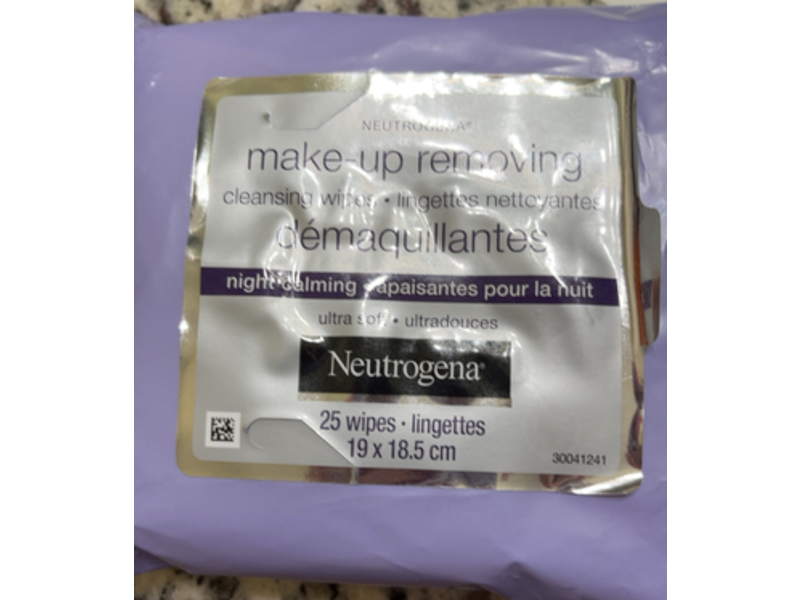 NEUTROGENA®
make-up removing
cleansing wipes • lingettes nettoyantes
démaquillantes
night calming • apaisantes pour la nuit
ultra soft • ultradouces
Neutrogena®
25 wipes • lingettes
19 x 18.5 cm
30041241